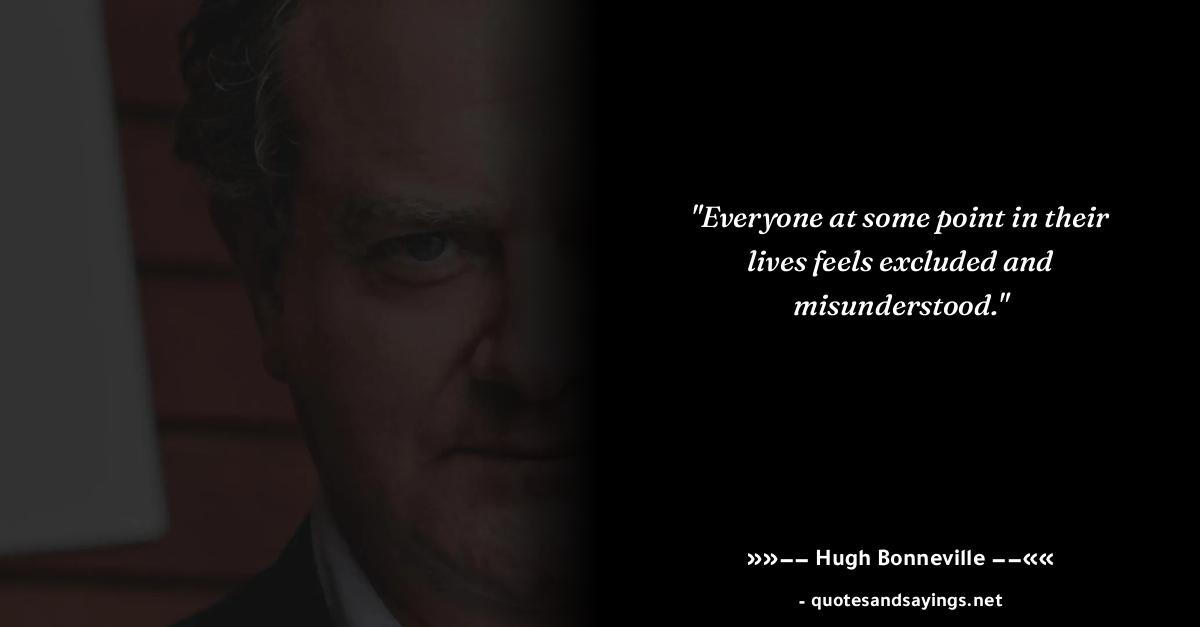 "Everyone at some point in their
lives feels excluded and
misunderstood."
»»–– Hugh Bonneville ––««
- quotesandsayings.net